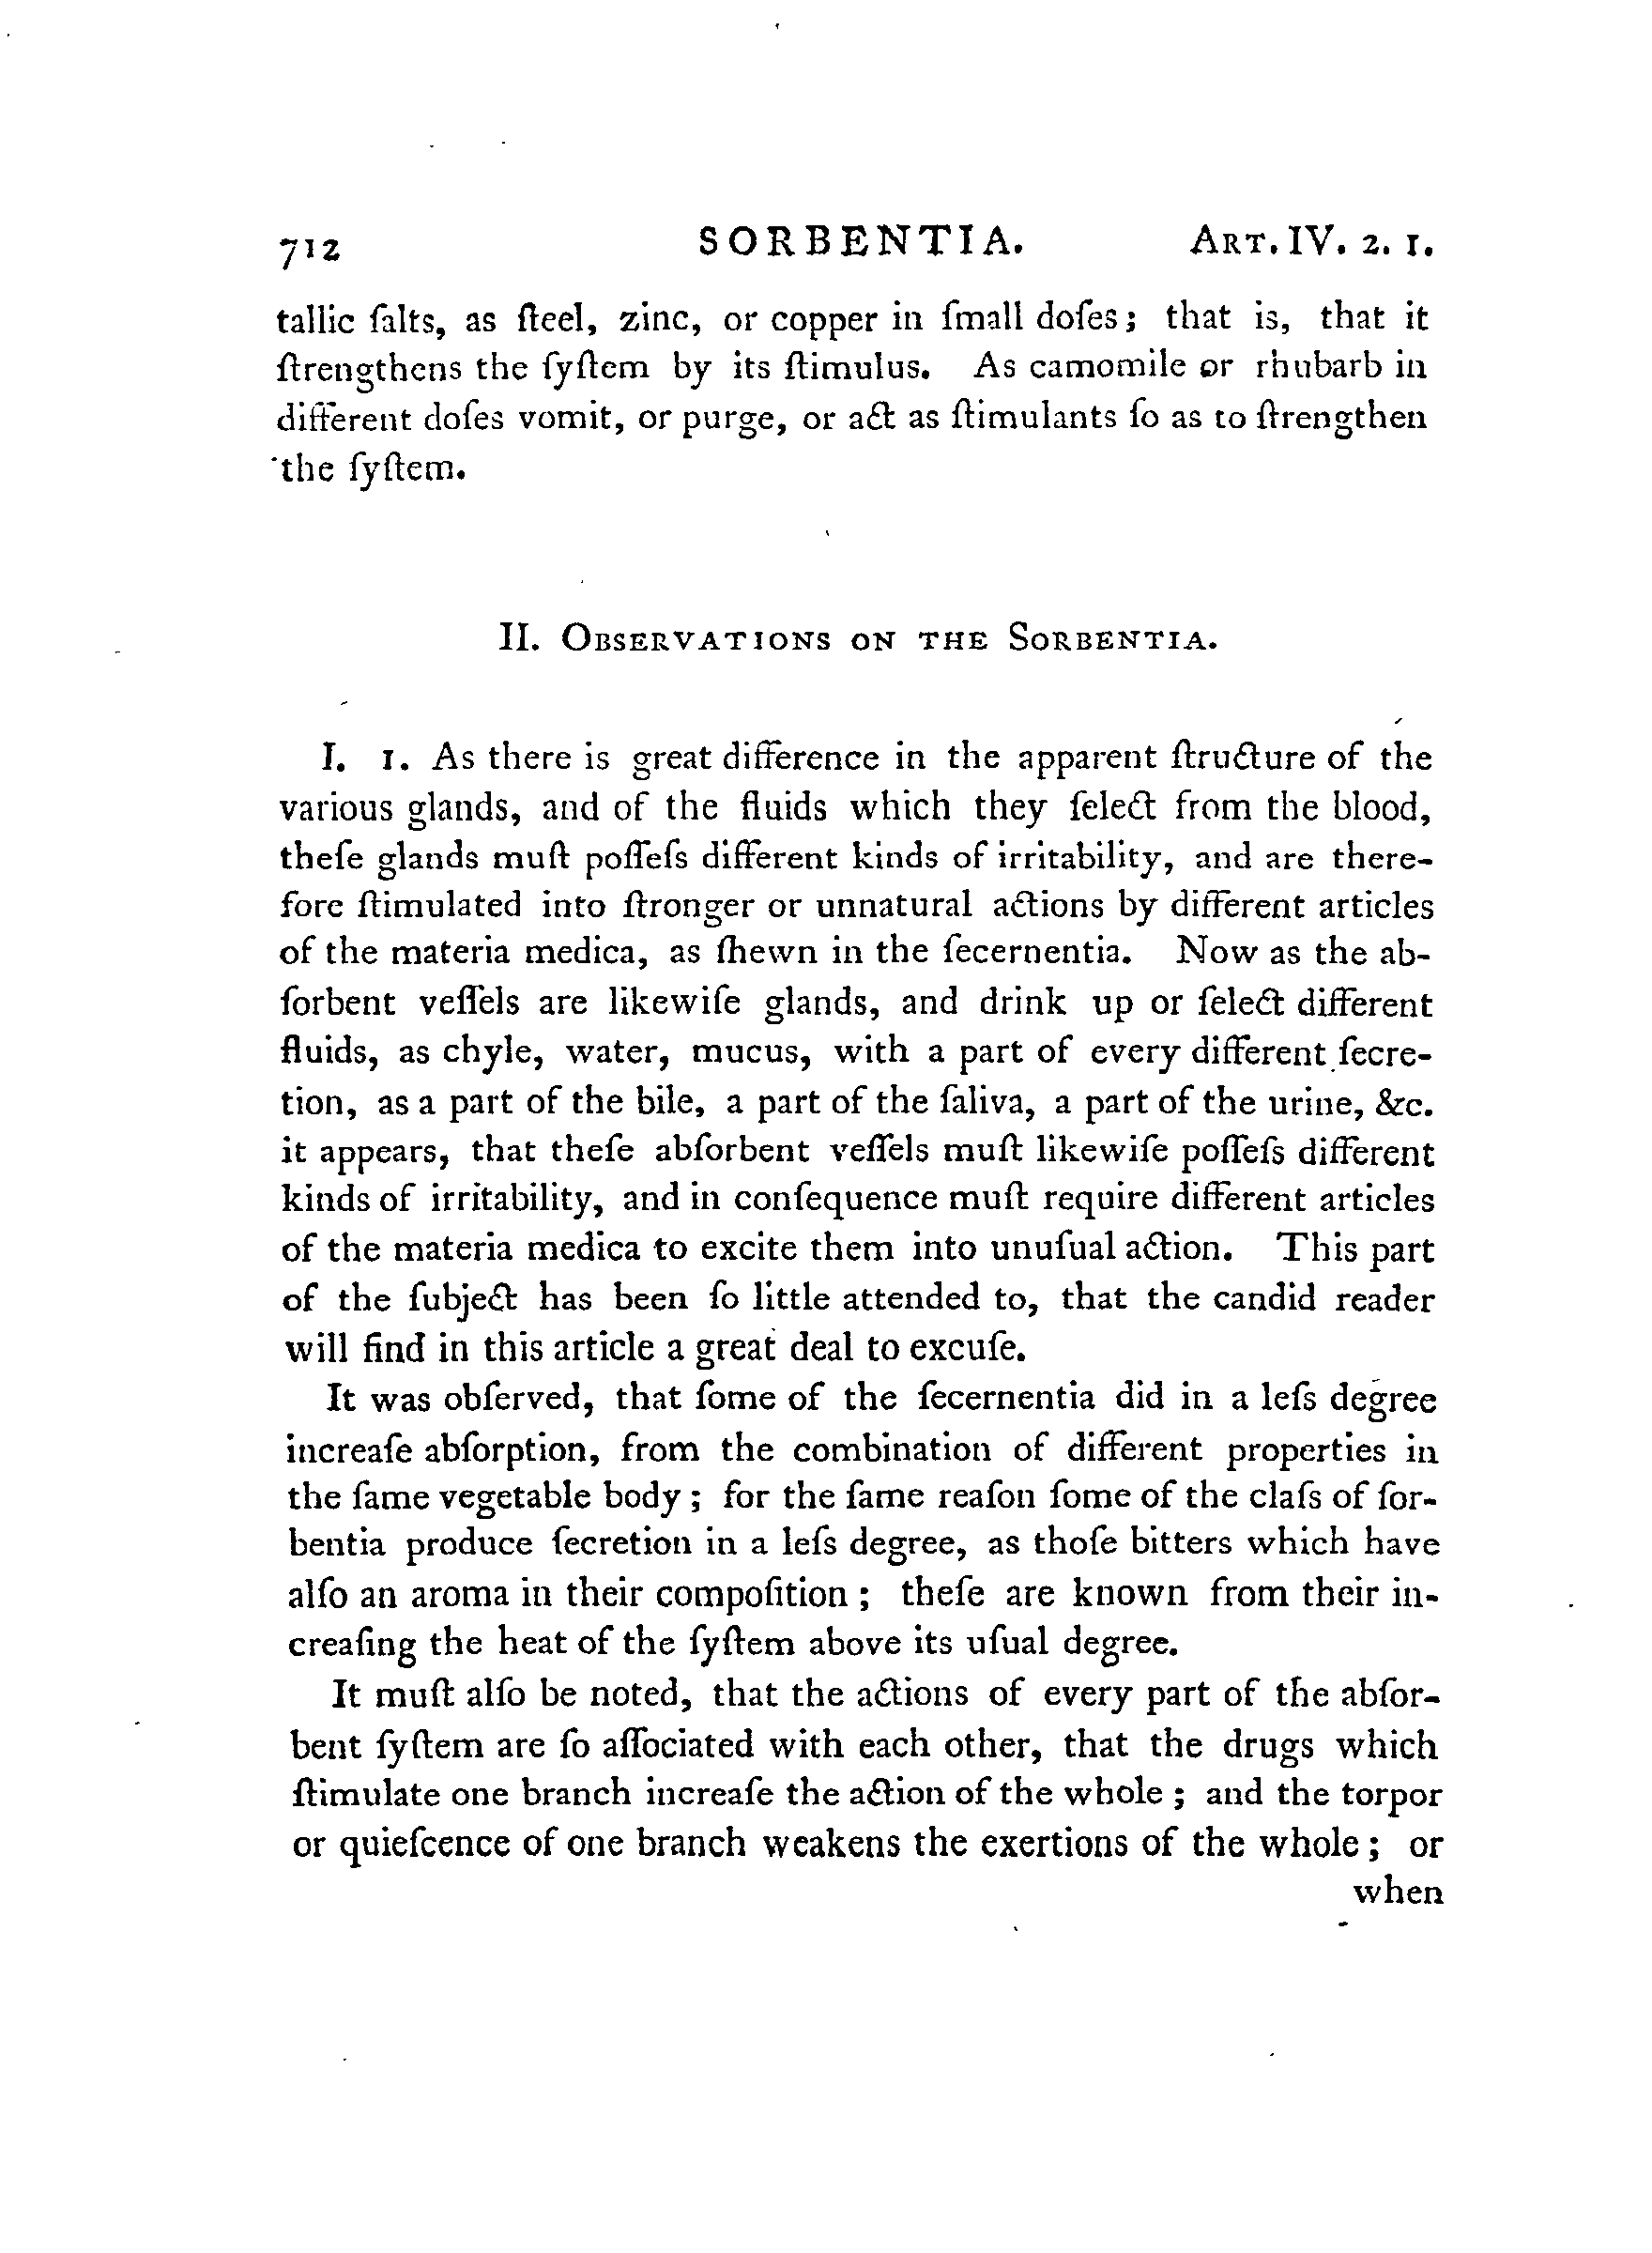 712 SORBENTIA. ART. IV. 2. 1.
tallic ſalts, as ſteel, zinc, or copper in ſmall doſes; that is, that it
ſtrengthens the ſyſtem by its ſtimulus. As camomile or rhubarb in
different doſes vomit, or purge, or act as ſtimulants ſo as to ſtrengthen
the ſyſtem.
II. OBSERVATIONS ON THE SORBENTIA.
I. 1. As there is great difference in the apparent ſtructure of the
various glands, and of the fluids which they ſelect from the blood,
theſe glands muſt poſſeſs different kinds of irritability, and are there-
fore ſtimulated into ſtronger or unnatural actions by different articles
of the materia medica, as ſhewn in the ſecernentia. Now as the ab-
ſorbent veſſels are likewiſe glands, and drink up or ſelect different
fluids, as chyle, water, mucus, with a part of every different ſecre-
tion, as a part of the bile, a part of the ſaliva, a part of the urine, &c.
it appears, that theſe abſorbent veſſels muſt likewiſe poſſeſs different
kinds of irritability, and in conſequence muſt require different articles
of the materia medica to excite them into unuſual action. This part
of the ſubject has been ſo little attended to, that the candid reader
will find in this article a great deal to excuſe.
It was obſerved, that ſome of the ſecernentia did in a leſs degree
increaſe abſorption, from the combination of different properties in
the ſame vegetable body; for the ſame reaſon ſome of the claſs of ſor-
bentia produce ſecretion in a leſs degree, as thoſe bitters which have
alſo an aroma in their compoſition; theſe are known from their in-
creaſing the heat of the ſyſtem above its uſual degree.
It muſt alſo be noted, that the actions of every part of the abſor-
bent ſyſtem are ſo aſſociated with each other, that the drugs which
ſtimulate one branch increaſe the action of the whole; and the torpor
or quieſcence of one branch weakens the exertions of the whole; or
when